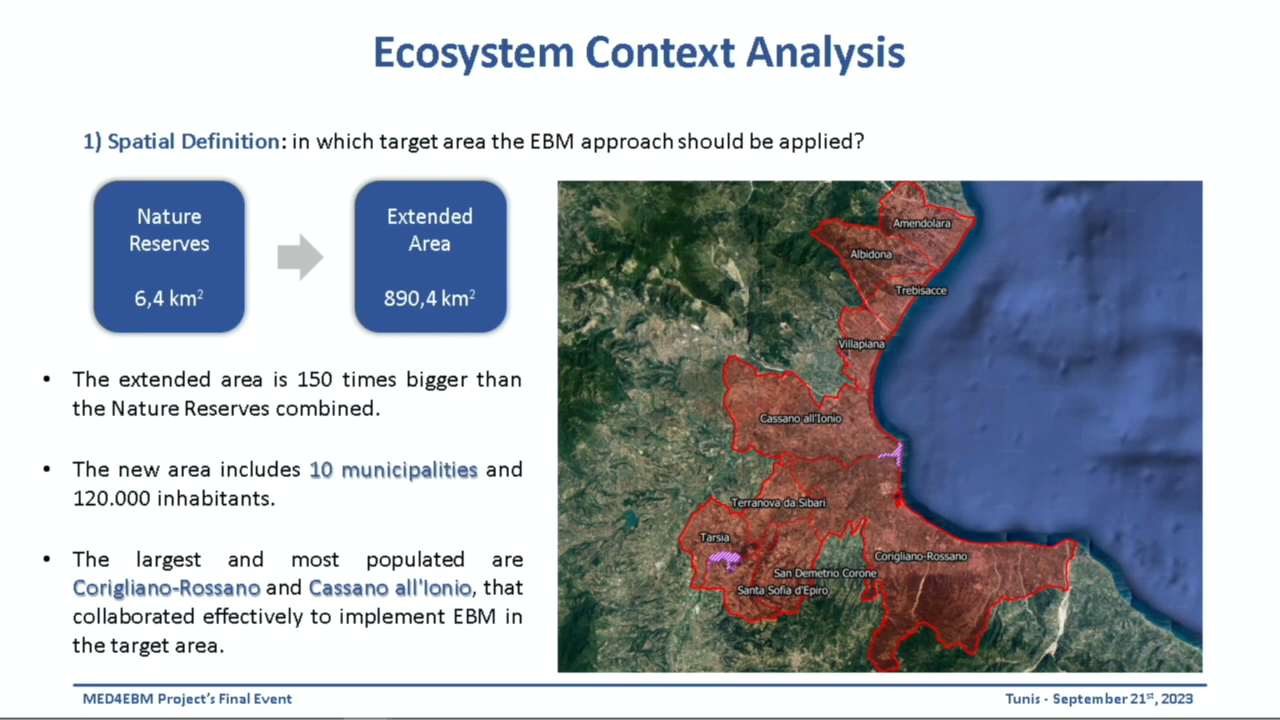 Ecosystem Context Analysis
1) Spatial Definition: in which target area the EBM approach should be applied?
Nature
Reserves
6,4 km²
Extended
Area
890,4 km²
• The extended area is 150 times bigger than
the Nature Reserves combined.
• The new area includes 10 municipalities and
120.000 inhabitants.
• The largest and most populated are
Corigliano-Rossano and Cassano all'Ionio, that
collaborated effectively to implement EBM in
the target area.
Amendolara
Albidona
Trebisacce
Villapiana
Cassano all'Ionio
Terranova da Sibari
Tarsia
Corigliano-Rossano
San Demetrio Corone
Santa Sofia d'Epiro
MED4EBM Project's Final Event
Tunis - September 21st, 2023